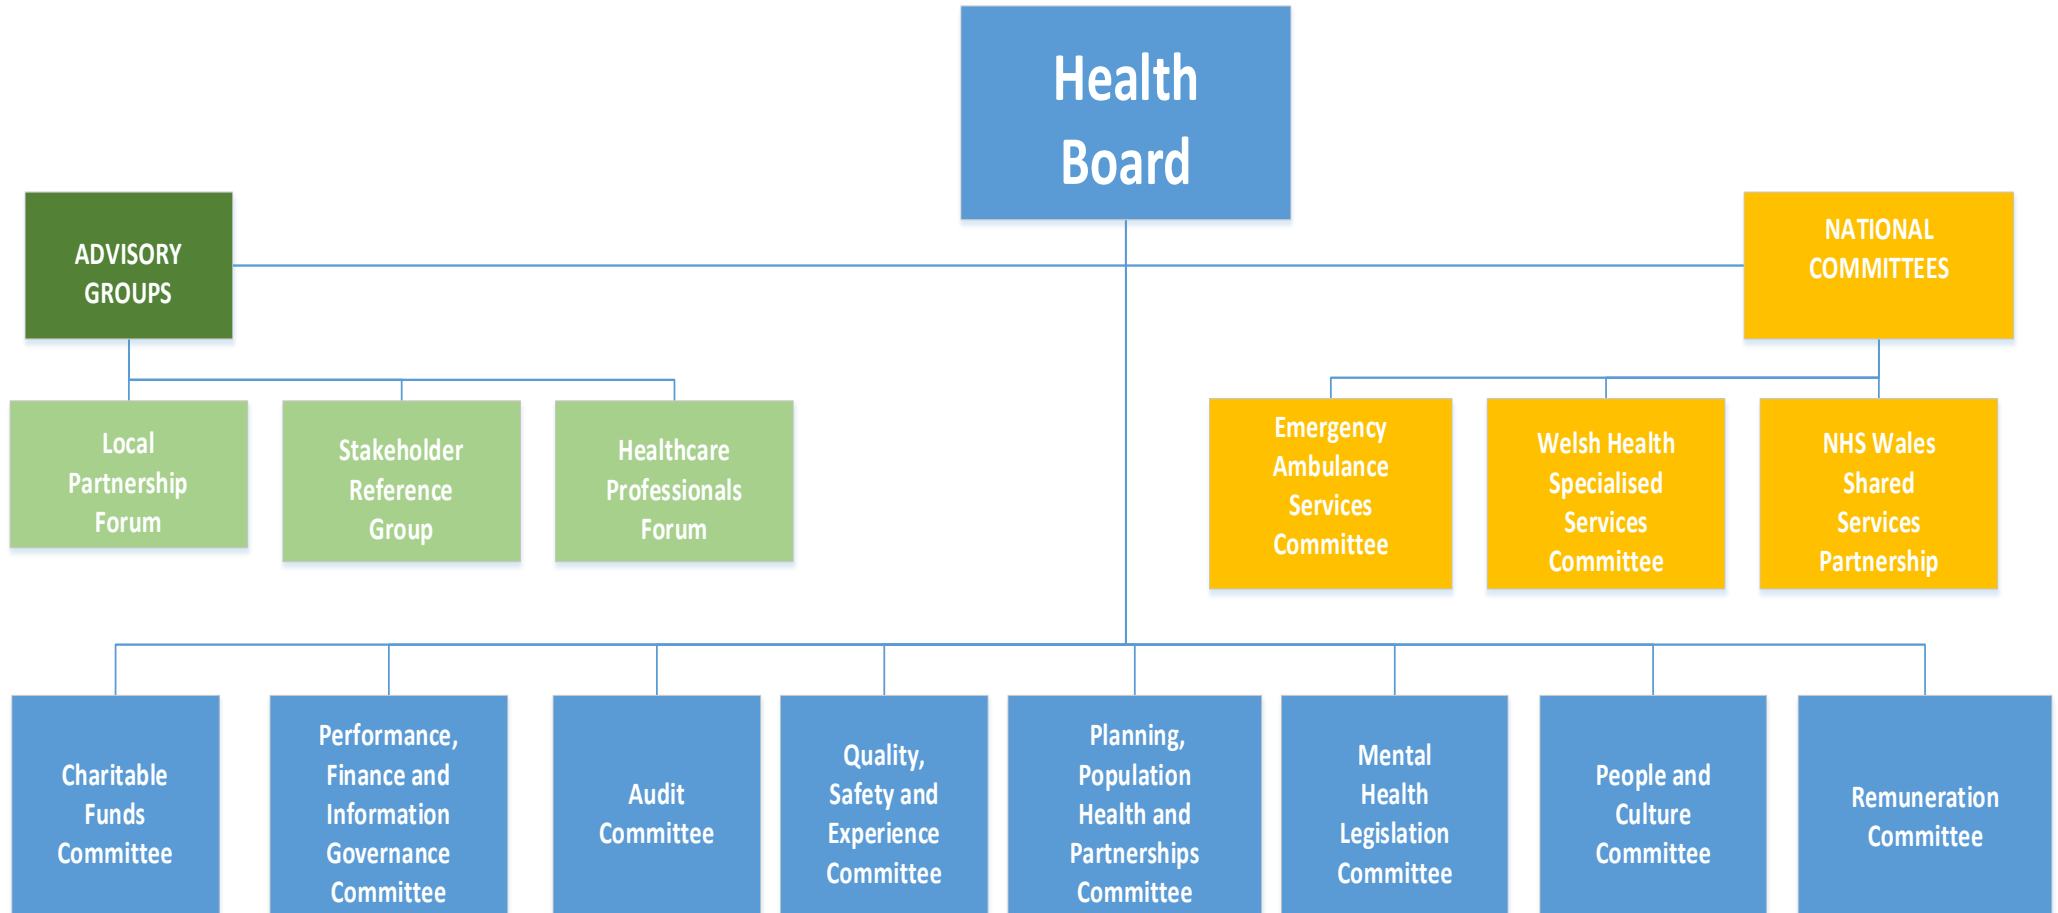 Health
Board
ADVISORY
GROUPS
NATIONAL
COMMITTEES
Local
Partnership
Forum
Stakeholder
Reference
Group
Healthcare
Professionals
Forum
Emergency
Ambulance
Services
Committee
Welsh Health
Specialised
Services
Committee
NHS Wales
Shared
Services
Partnership
Charitable
Funds
Committee
Performance,
Finance and
Information
Governance
Committee
Audit
Committee
Quality,
Safety and
Experience
Committee
Planning,
Population
Health and
Partnerships
Committee
Mental
Health
Legislation
Committee
People and
Culture
Committee
Remuneration
Committee